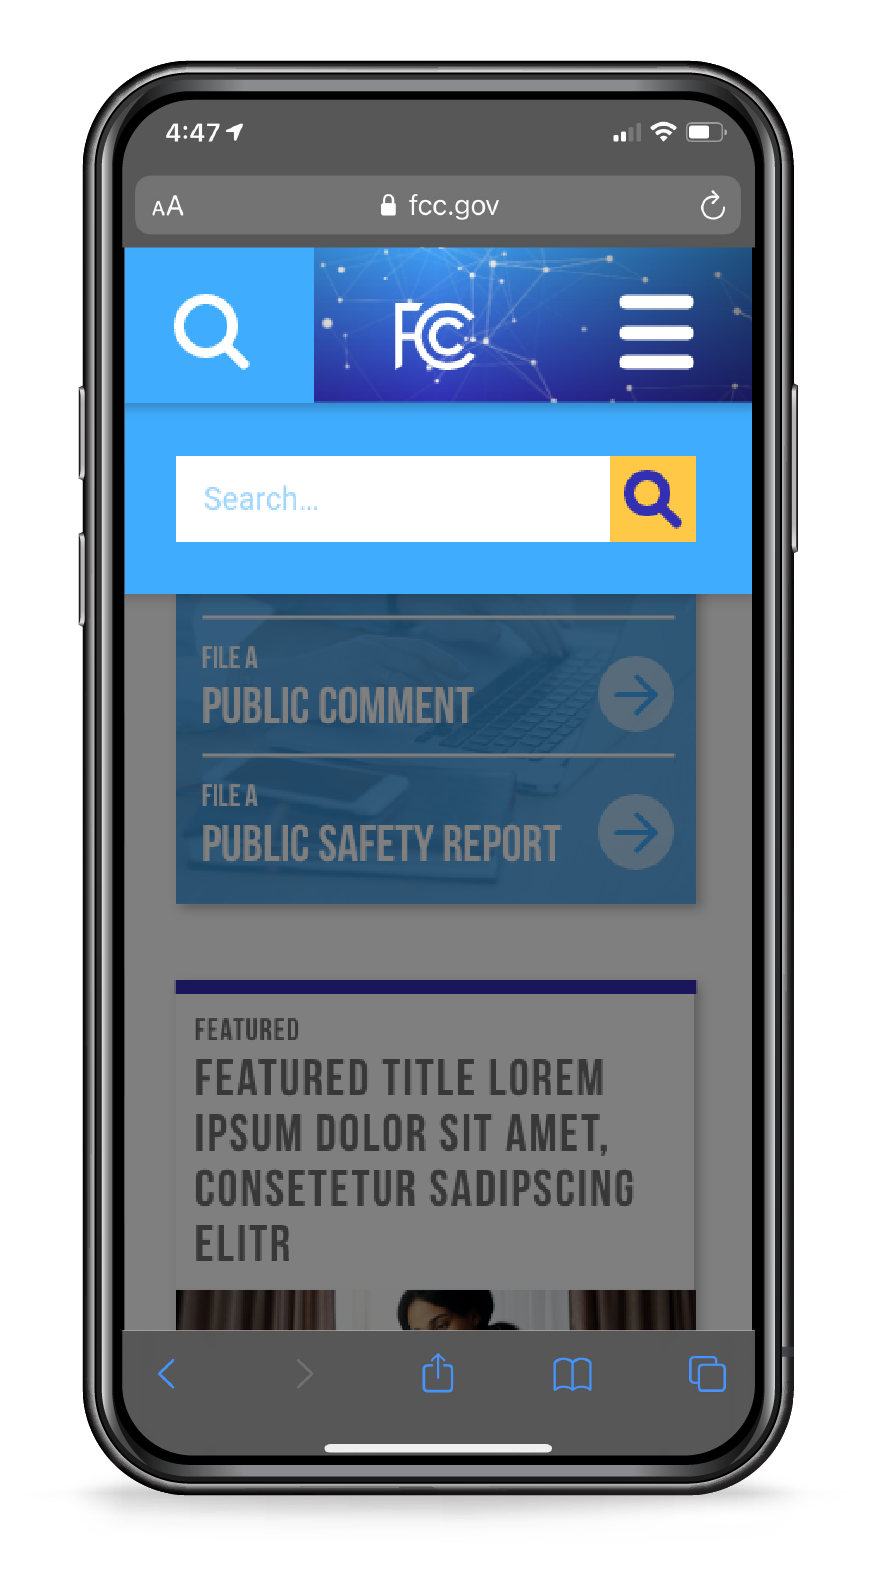 4:47
AA
fcc.gov
FCC
Search...
FILE A
PUBLIC COMMENT
FILE A
PUBLIC SAFETY REPORT
FEATURED
FEATURED TITLE LOREM
IPSUM DOLOR SIT AMET,
CONSETETUR SADIPSCING
ELITR